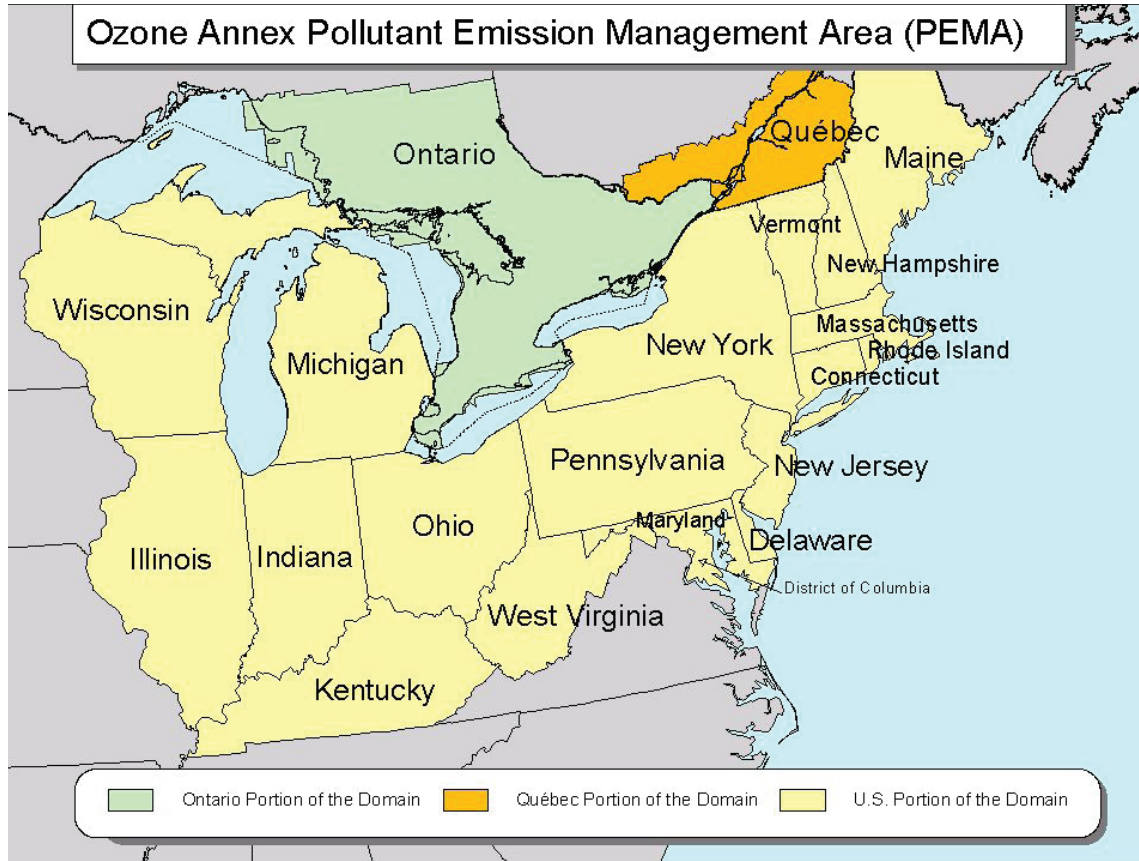 Ozone Annex Pollutant Emission Management Area (PEMA)
Ontario
Québec
Maine
Vermont
New Hampshire
Wisconsin
Michigan
New York
Massachusetts
Rhode Island
Connecticut
Pennsylvania
New Jersey
Ohio
Maryland
Illinois
Indiana
Delaware
District of Columbia
West Virginia
Kentucky
Ontario Portion of the Domain
Québec Portion of the Domain
U.S. Portion of the Domain